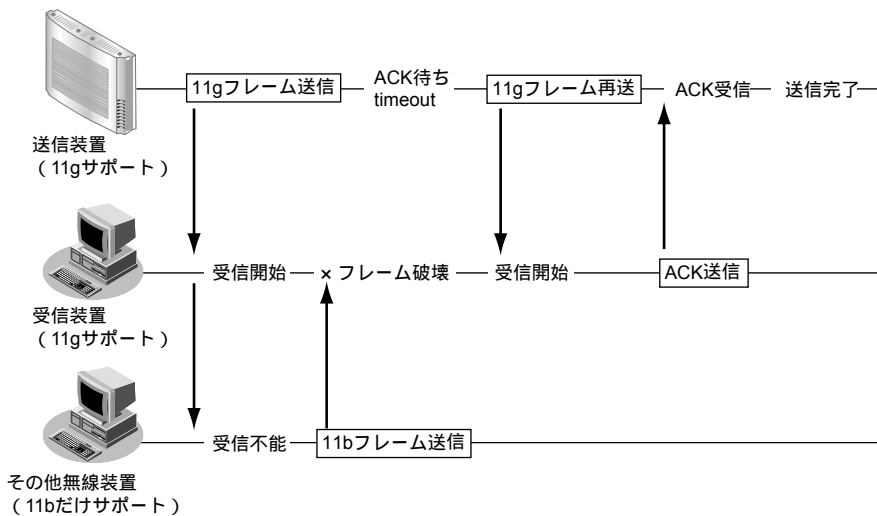 11gフレーム送信
ACK待ち
timeout
11gフレーム再送
ACK受信
送信完了
送信装置
（11gサポート）
受信開始
× フレーム破壊
受信開始
ACK送信
受信装置
（11gサポート）
受信不能
11bフレーム送信
その他無線装置
（11bだけサポート）